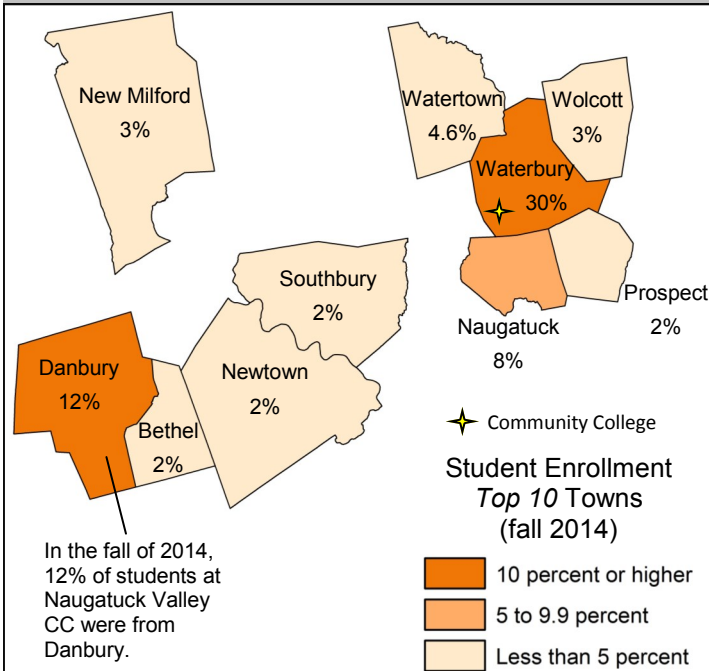 New Milford
3%
Watertown
4.6%
Wolcott
3%
Waterbury
30%
Southbury
2%
Prospect
2%
Naugatuck
8%
Danbury
12%
Newtown
2%
Bethel
2%
Community College
Student Enrollment
Top 10 Towns
(fall 2014)
In the fall of 2014,
12% of students at
Naugatuck Valley
CC were from
Danbury.
10 percent or higher
5 to 9.9 percent
Less than 5 percent